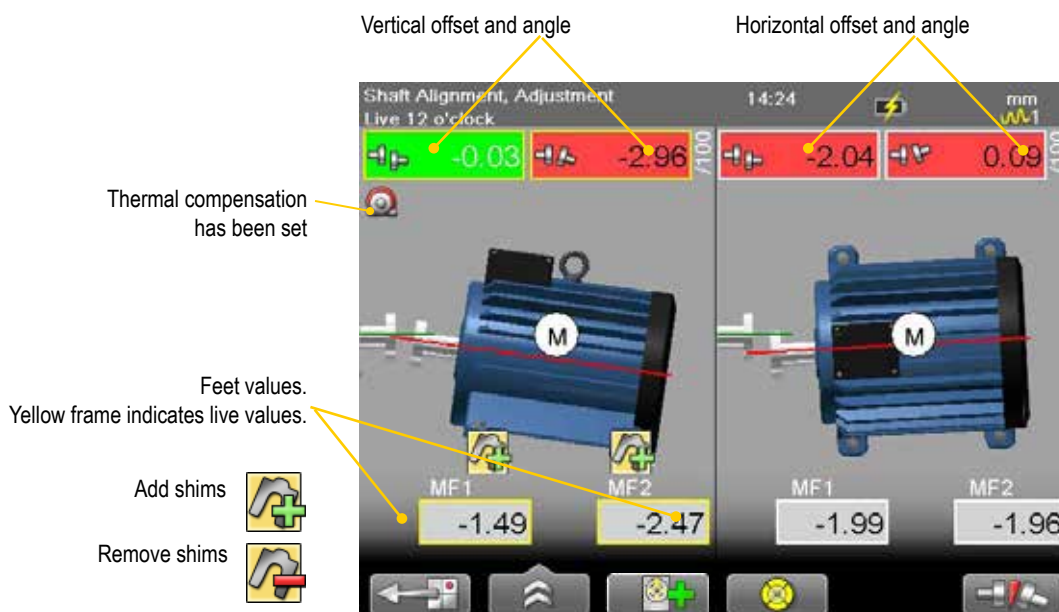 Vertical offset and angle
Horizontal offset and angle
Shaft Alignment, Adjustment
Live 12 o'clock
14:24
mm
1
-0.03
-2.96
/100
-2.04
0.09
/100
Thermal compensation
has been set
M
M
Feet values.
Yellow frame indicates live values.
Add shims
Remove shims
MF1
MF2
MF1
MF2
-1.49
-2.47
-1.99
-1.96